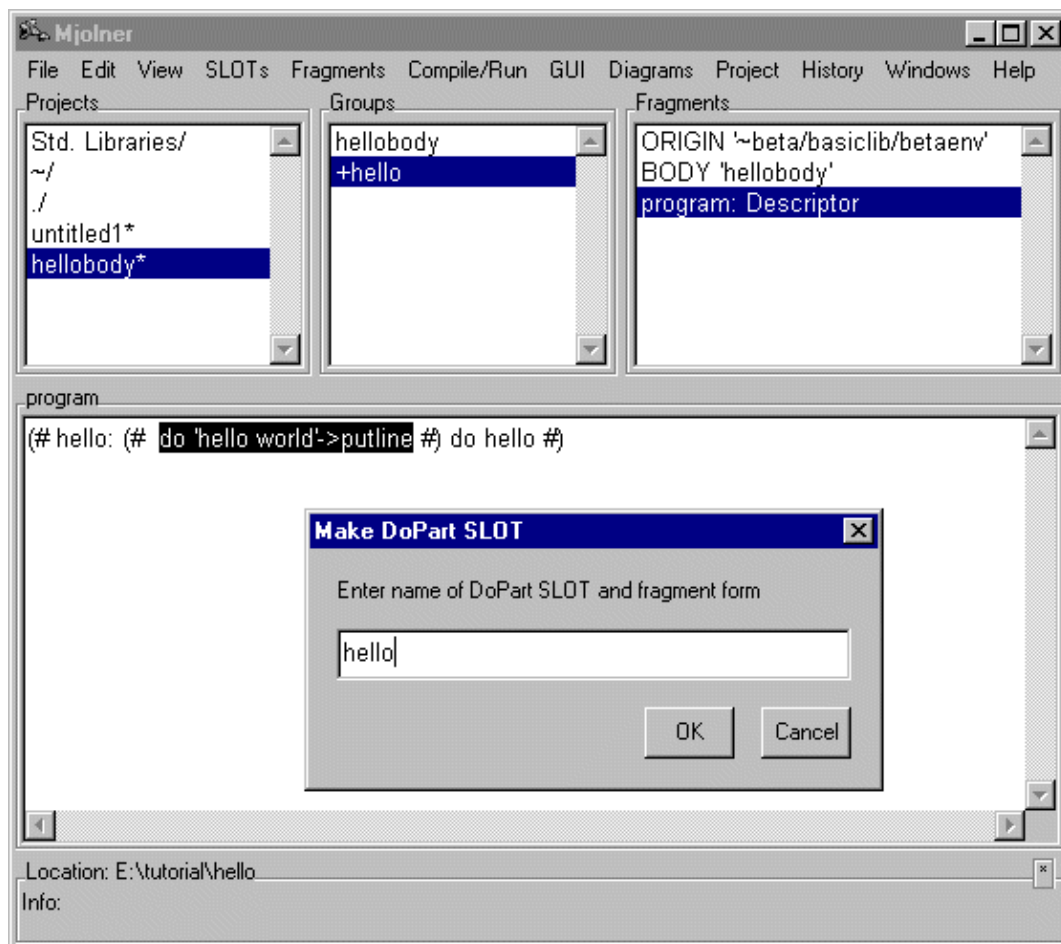 Mjolner
File Edit View SLOTs Fragments Compile/Run GUI Diagrams Project History Windows Help
Projects
Std. Libraries/
~/
./
untitled1*
hellobody*
Groups
hellobody
+hello
Fragments
ORIGIN '~beta/basiclib/betaenv'
BODY 'hellobody'
program: Descriptor
program
(# hello: (# do 'hello world'->putline #) do hello #)
Make DoPart SLOT
Enter name of DoPart SLOT and fragment form
hello
OK Cancel
Location: E:\tutorial\hello
Info: